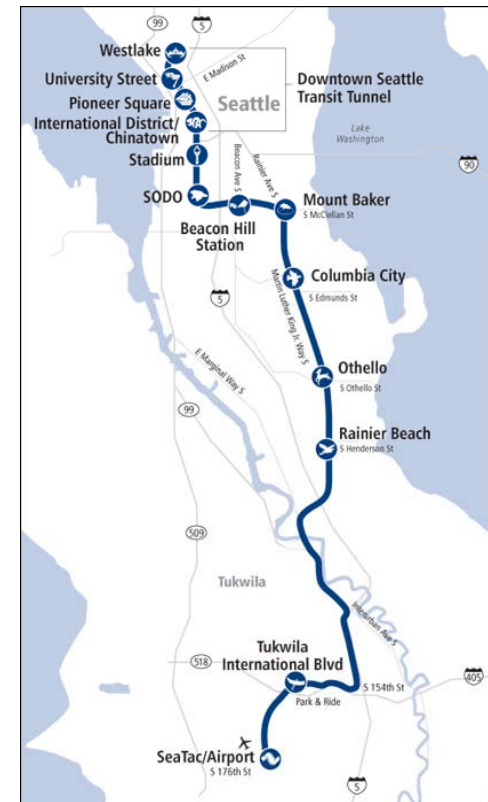 99
5
Westlake
E Madison St
University Street
Downtown Seattle
Transit Tunnel
Pioneer Square
Seattle
International District/
Chinatown
Lake
Washington
Stadium
90
Beacon Ave S
Rainier Ave S
SODO
Mount Baker
S McClellan St
Beacon Hill
Station
Columbia City
S Edmunds St
5
Martin Luther King Jr. Way S
E Marginal Way S
Othello
S Othello St
99
Rainier Beach
S Henderson St
509
Tukwila
Interurban Ave S
Tukwila
International Blvd
518
S 154th St
405
Park & Ride
SeaTac/Airport
S 176th St
5